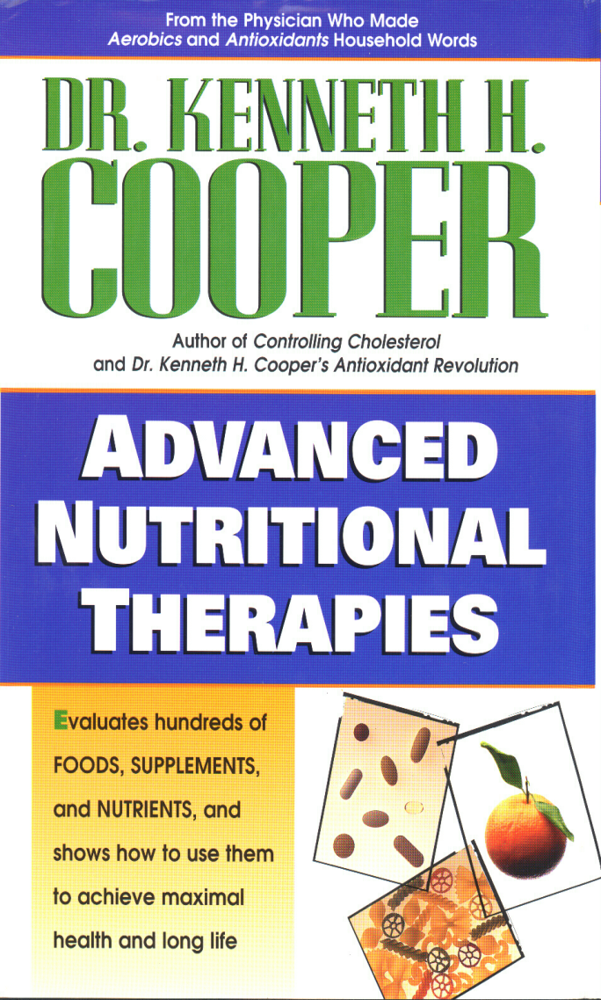 From the Physician Who Made
Aerobics and Antioxidants Household Words
DR. KENNETH H.
COOPER
Author of Controlling Cholesterol
and Dr. Kenneth H. Cooper's Antioxidant Revolution
ADVANCED
NUTRITIONAL
THERAPIES
Evaluates hundreds of
FOODS, SUPPLEMENTS,
and NUTRIENTS, and
shows how to use them
to achieve maximal
health and long life